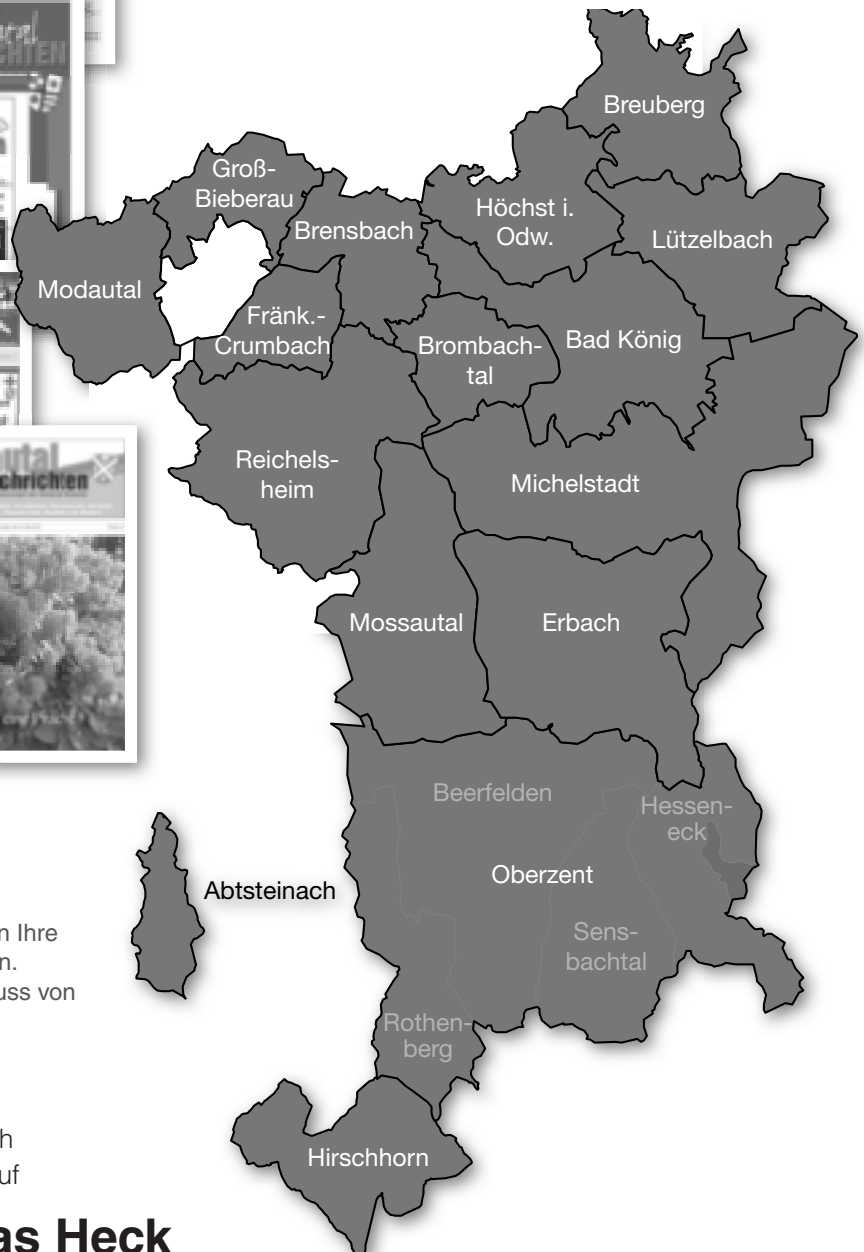 Breuberg
Groß-
Bieberau
Brensbach
Höchst i.
Odw.
Lützelbach
Modautal
Fränk.-
Crumbach
Brombach-
tal
Bad König
Reichels-
heim
Michelstadt
Mossautal
Erbach
Beerfelden
Hessen-
eck
Oberzent
Abtsteinach
Sens-
bachtal
Rothen-
berg
Hirschhorn
n Ihre
n.
uss von
h
uf
as Heck